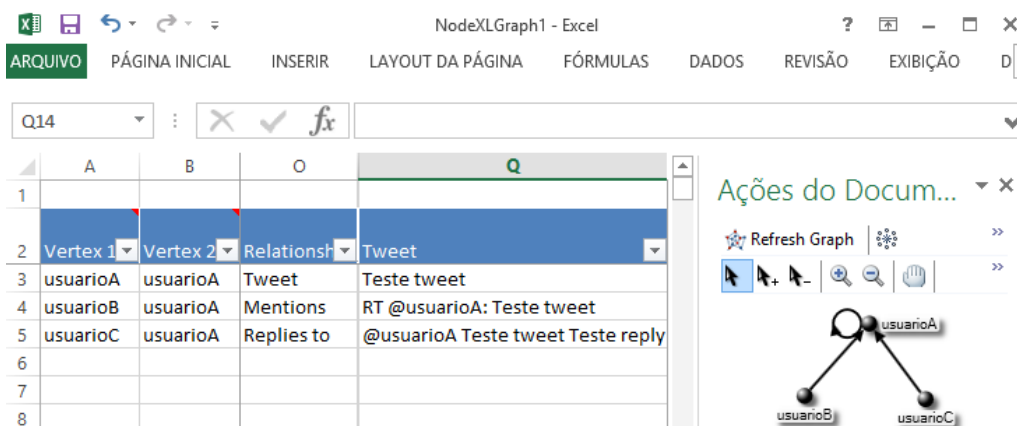 NodeXLGraph1 - Excel
ARQUIVO PÁGINA INICIAL INSERIR LAYOUT DA PÁGINA FÓRMULAS DADOS REVISÃO EXIBIÇÃO D
Q14 fx
A B O Q
1
2 Vertex 1 Vertex 2 Relationsh Tweet
3 usuarioA usuarioA Tweet Teste tweet
4 usuarioB usuarioA Mentions RT @usuarioA: Teste tweet
5 usuarioC usuarioA Replies to @usuarioA Teste tweet Teste reply
6
7
8
Ações do Docum...
Refresh Graph
usuarioA
usuarioB usuarioC